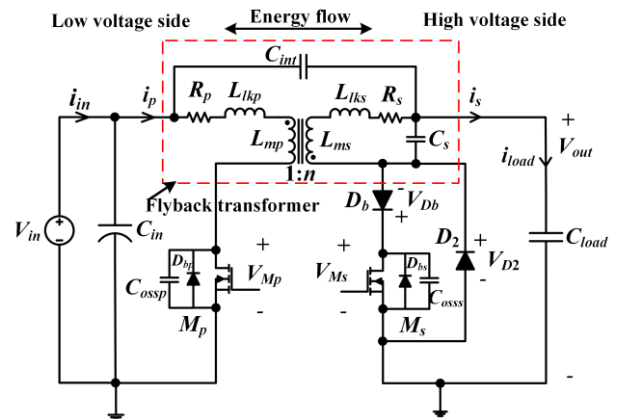 Low voltage side
Energy flow
High voltage side
C_int
i_in
i_p
R_p
L_lkp
L_lks
R_s
i_s
+
L_mp
L_ms
C_s
i_load
V_out
1:n
Flyback transformer
D_b
-
V_Db
+
V_in
+
-
C_in
D_2
+
V_D2
-
C_load
+
V_Mp
-
D_bp
C_ossp
M_p
+
V_Ms
-
D_bs
C_osss
M_s
-